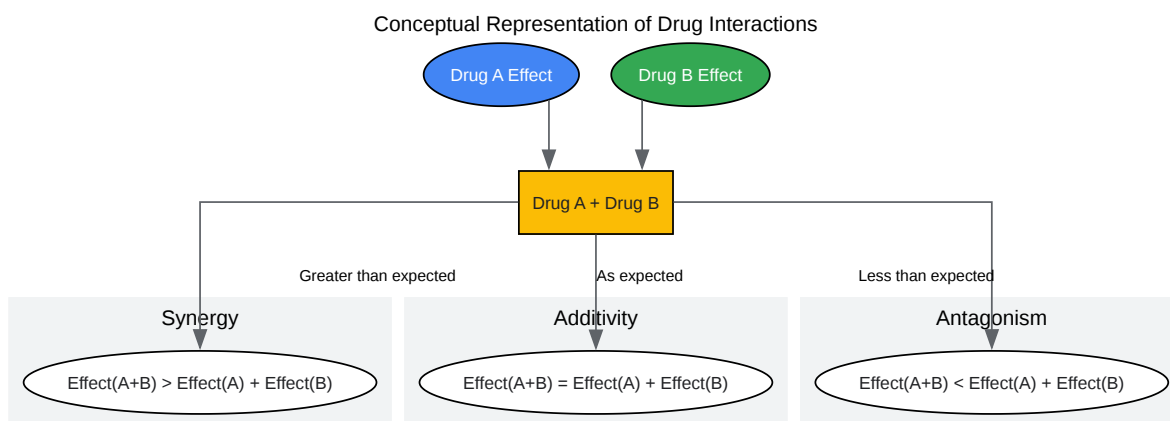 Conceptual Representation of Drug Interactions
Drug A Effect
Drug B Effect
Drug A + Drug B
Greater than expected
As expected
Less than expected
Synergy
Additivity
Antagonism
Effect(A+B) > Effect(A) + Effect(B)
Effect(A+B) = Effect(A) + Effect(B)
Effect(A+B) < Effect(A) + Effect(B)